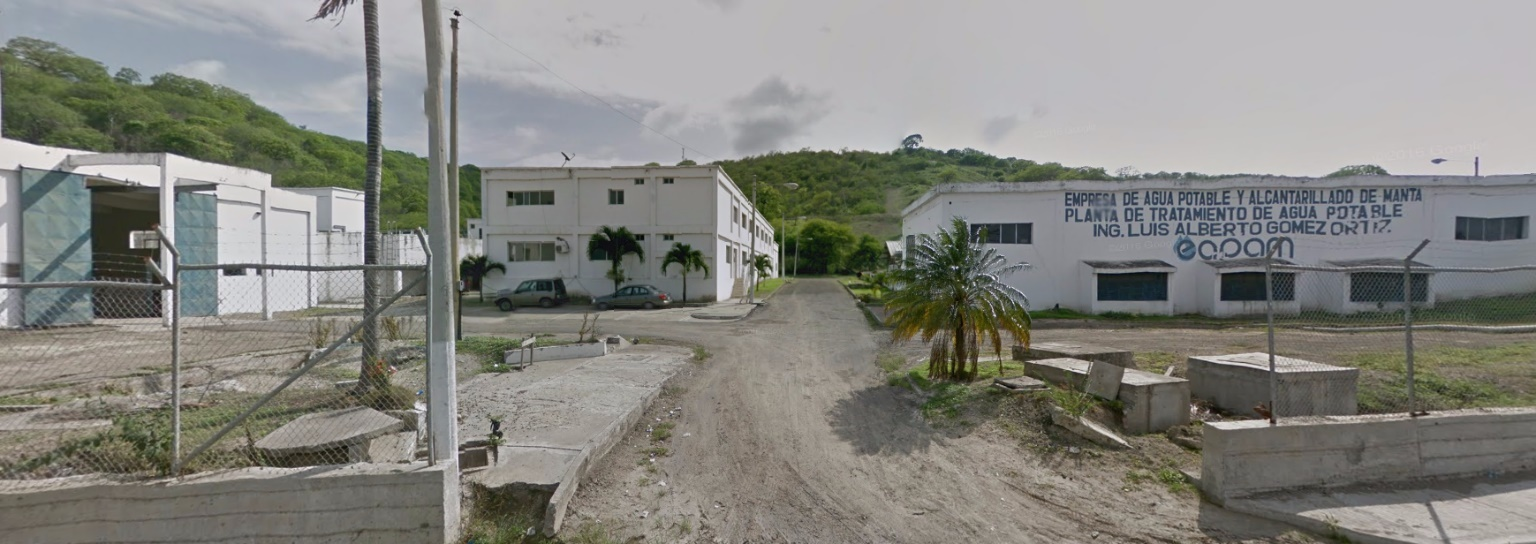 EMPRESA DE AGUA POTABLE Y ALCANTARILLADO DE MANTA
PLANTA DE TRATAMIENTO DE AGUA POTABLE
ING. LUIS ALBERTO GOMEZ ORTIZ.
eapam